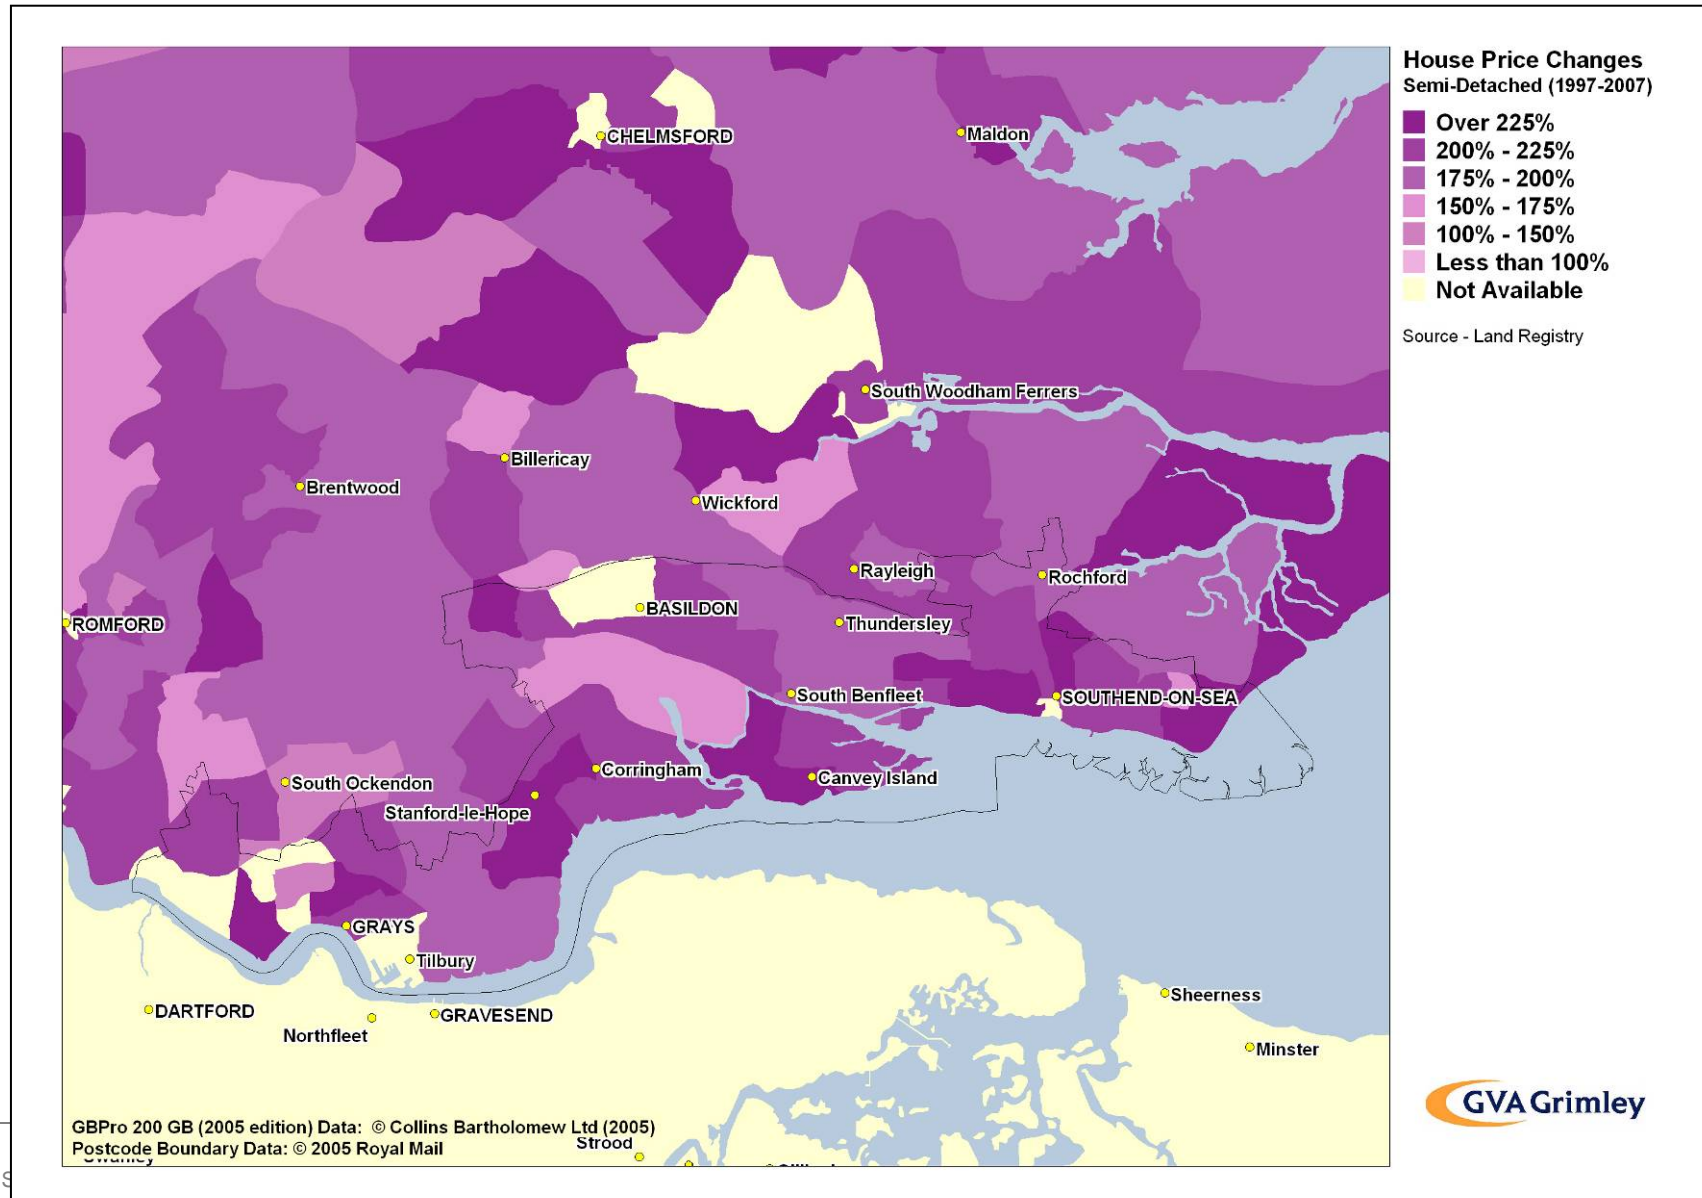 House Price Changes
Semi-Detached (1997-2007)
Over 225%
200% - 225%
175% - 200%
150% - 175%
100% - 150%
Less than 100%
Not Available
Source - Land Registry
CHELMSFORD
Maldon
South Woodham Ferrers
Billericay
Brentwood
Wickford
Rayleigh
Rochford
BASILDON
ROMFORD
Thundersley
South Benfleet
SOUTHEND-ON-SEA
Corringham
Canvey Island
South Ockendon
Stanford-le-Hope
GRAYS
Tilbury
DARTFORD
GRAVESEND
Northfleet
Sheerness
Minster
GVA Grimley
GBPro 200 GB (2005 edition) Data: © Collins Bartholomew Ltd (2005)
Postcode Boundary Data: © 2005 Royal Mail
Strood